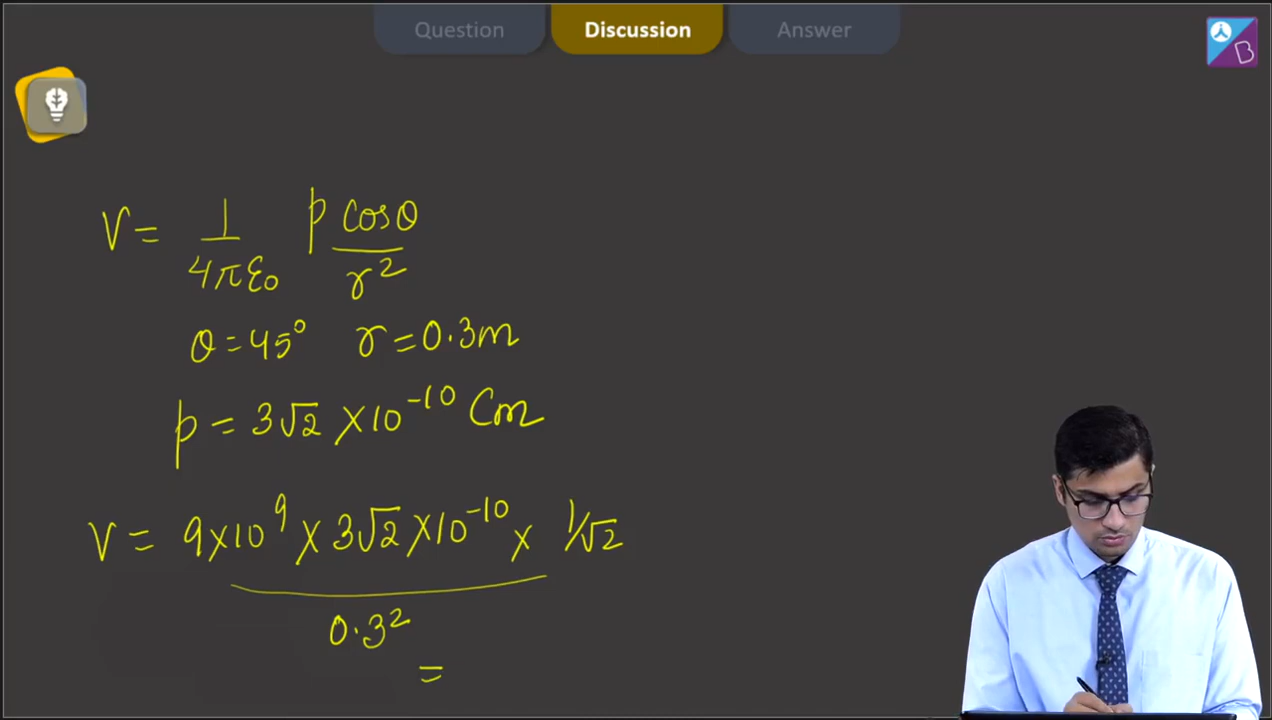 Question Discussion Answer
B
V = 1/4πε₀ p cosθ/r²
θ = 45° r = 0.3m
p = 3√2 × 10⁻¹⁰ Cm
V = 9×10⁹ × 3√2 × 10⁻¹⁰ × 1/√2
0.3²
=